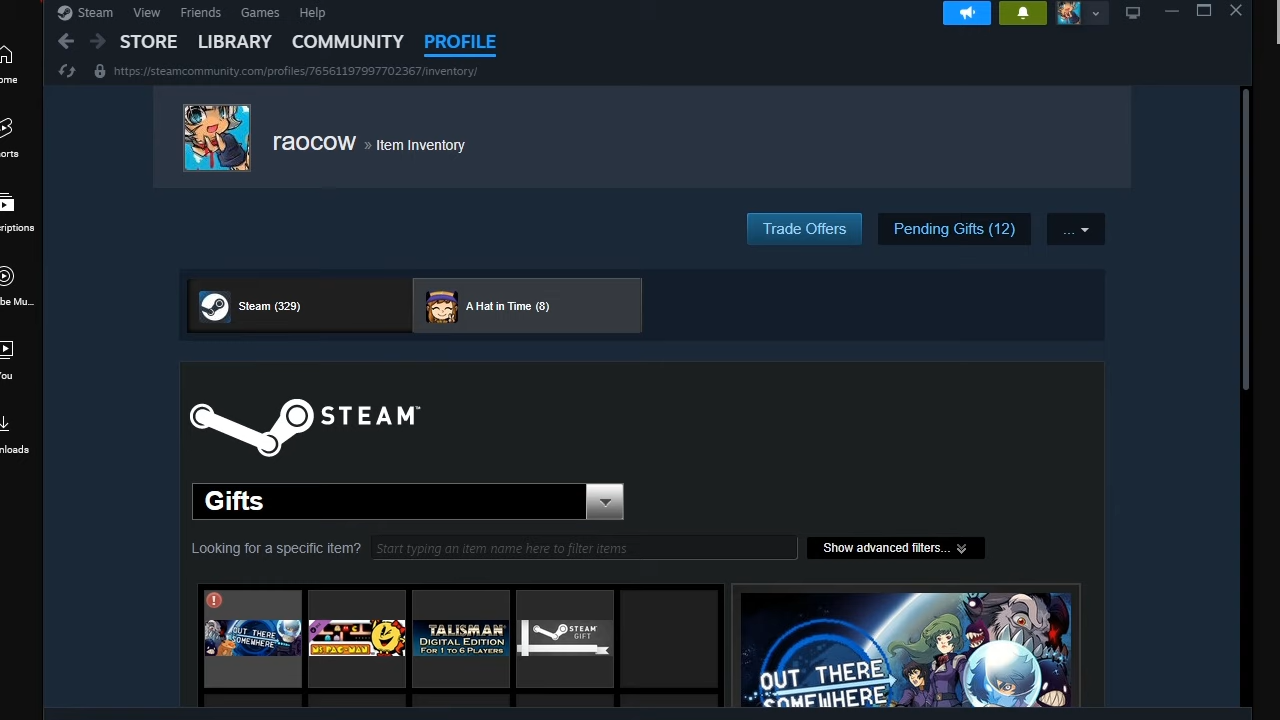 Steam View Friends Games Help
STORE LIBRARY COMMUNITY PROFILE
https://steamcommunity.com/profiles/76561197997702367/inventory/
ome
orts
riptions
be Mu...
ou
nloads
raocow » Item Inventory
Trade Offers Pending Gifts (12) ...
Steam (329) A Hat in Time (8)
STEAM™
Gifts
Looking for a specific item? Start typing an item name here to filter items Show advanced filters...
OUT THERE
SOMEWHERE
MS. PAC-MAN
TALISMAN
DIGITAL EDITION
FOR 1 TO 6 PLAYERS
STEAM
GIFT
OUT THERE
SOMEWHERE